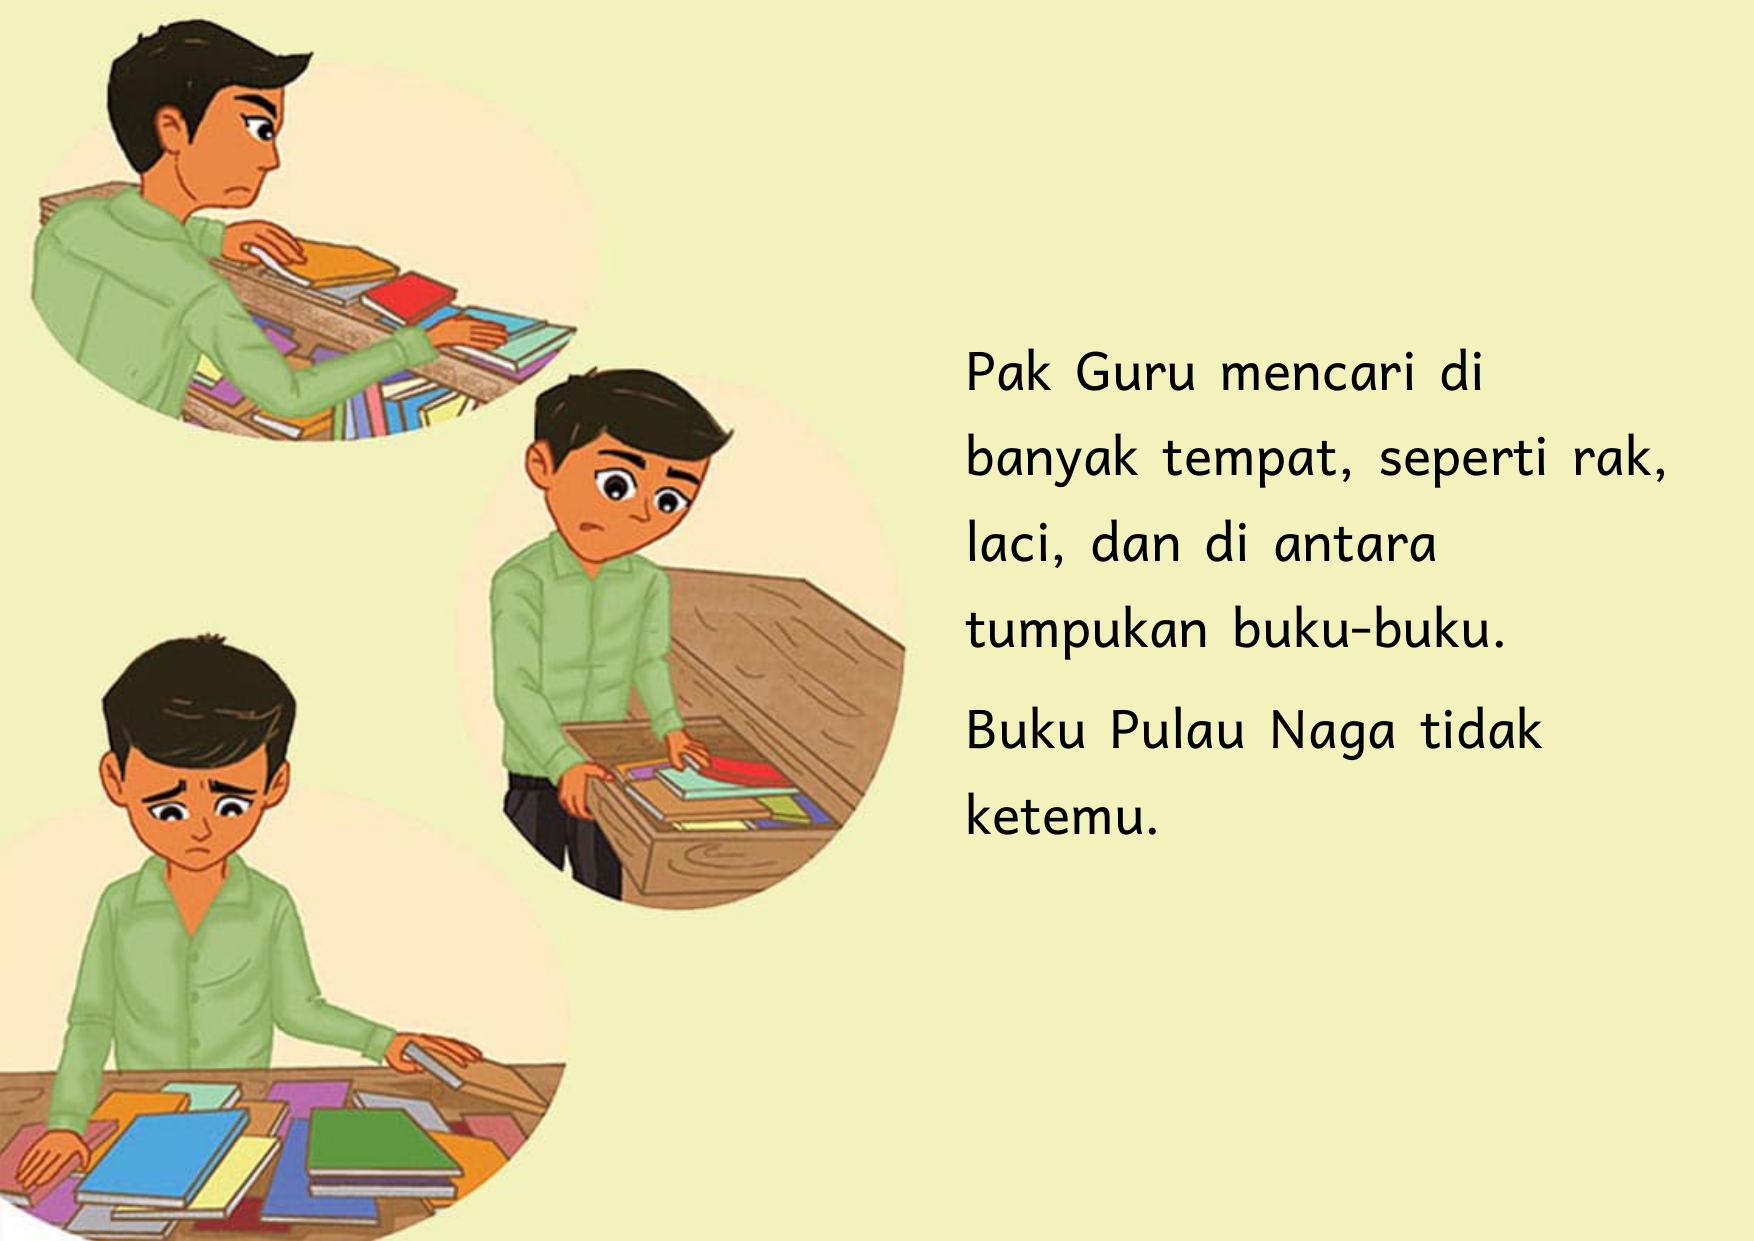 Pak Guru mencari di
banyak tempat, seperti rak,
laci, dan di antara
tumpukan buku-buku.
Buku Pulau Naga tidak
ketemu.